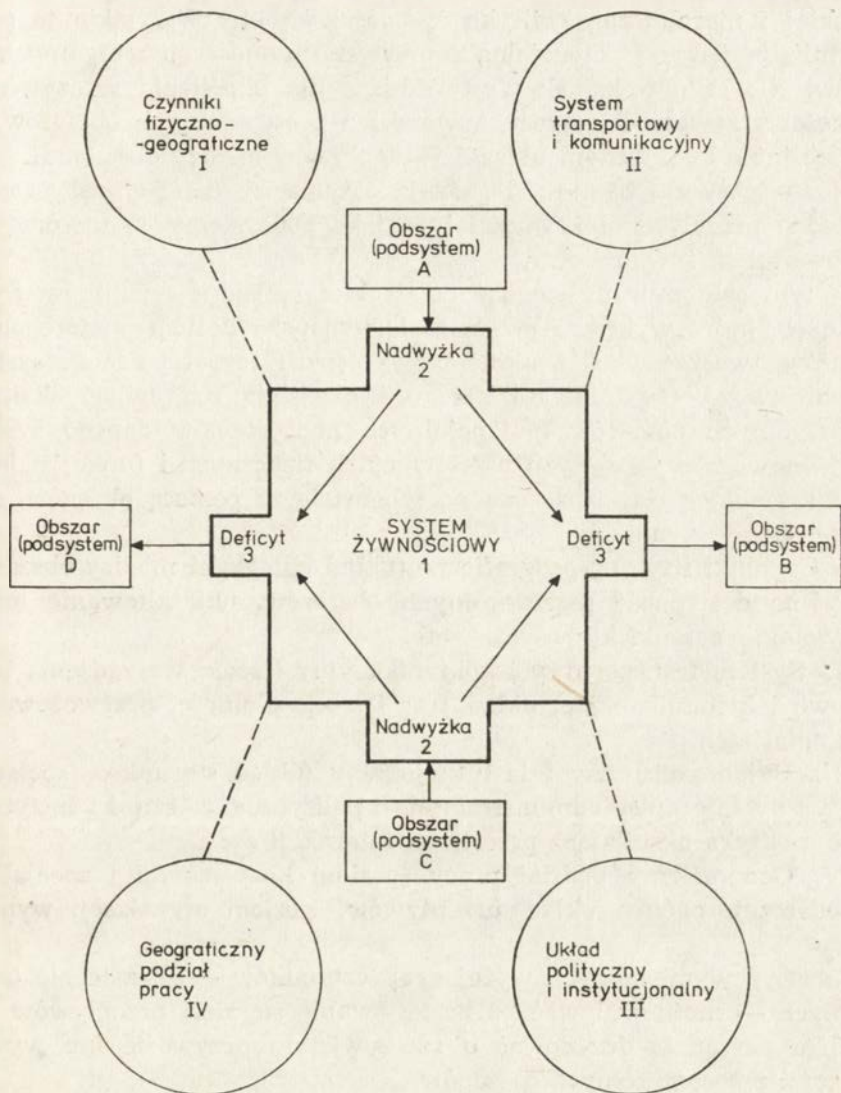 Czynniki
fizyczno-
-geograficzne
I
System
transportowy
i komunikacyjny
II
Obszar
(podsystem)
A
Nadwyżka
2
Obszar
(podsystem)
D
Deficyt
3
SYSTEM
ŻYWNOŚCIOWY
1
Deficyt
3
Obszar
(podsystem)
B
Nadwyżka
2
Obszar
(podsystem)
C
Geograficzny
podział
pracy
IV
Układ
polityczny
i instytucjonalny
III